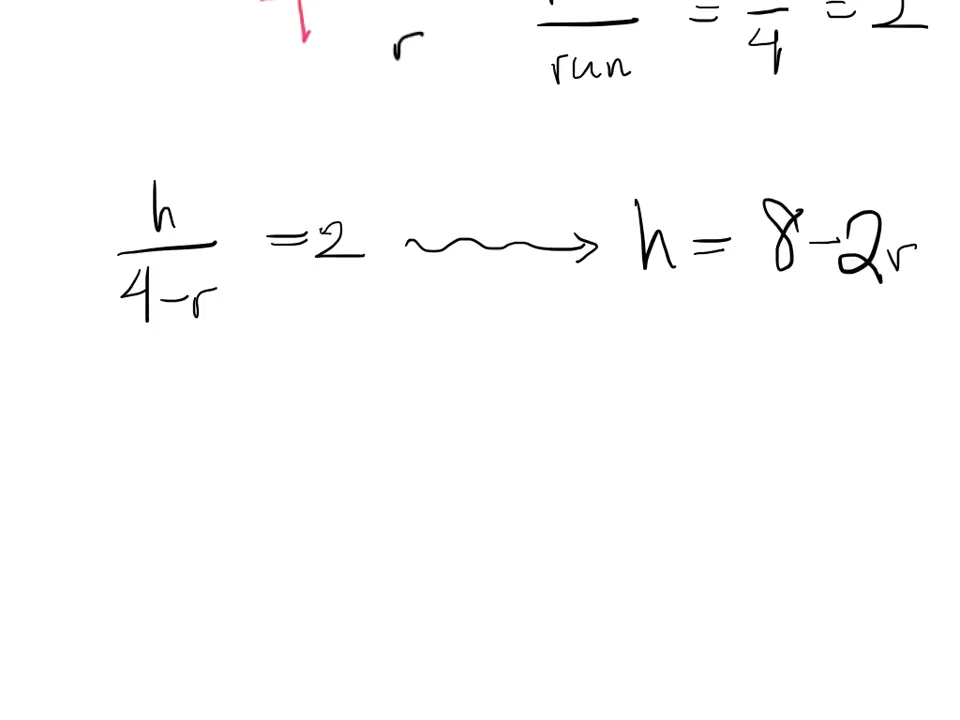 r
run = 4 = 2
h/(4-r) = 2 → h = 8-2r